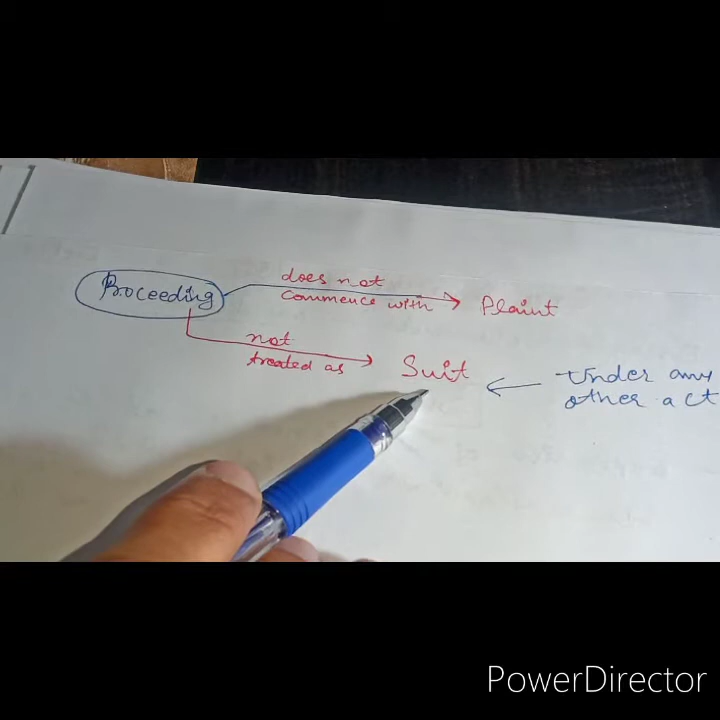 does not
Proceeding
commence with
Plaint
not
treated as
Suit
Under any
other act
PowerDirector